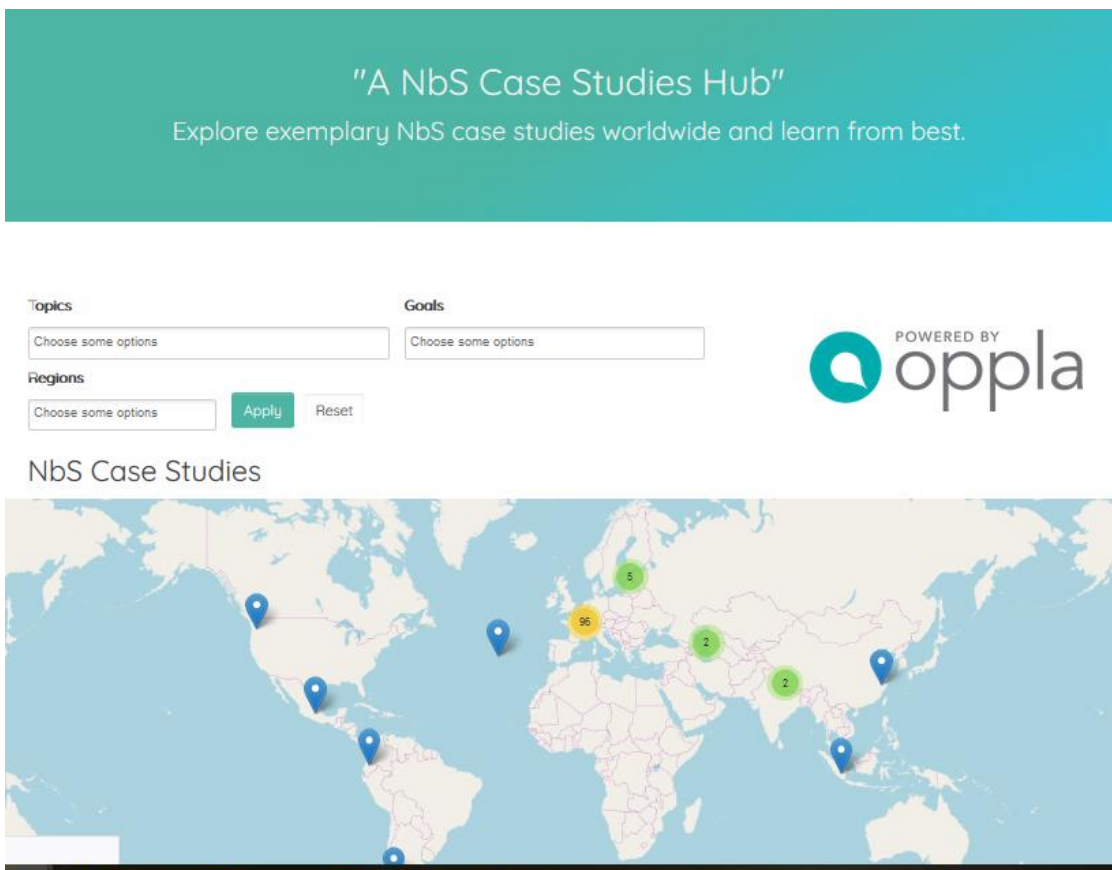 "A NbS Case Studies Hub"
Explore exemplary NbS case studies worldwide and learn from best.
Topics
Goals
Choose some options
Choose some options
Regions
Choose some options
Apply
Reset
POWERED BY
oppla
NbS Case Studies
5
96
2
2